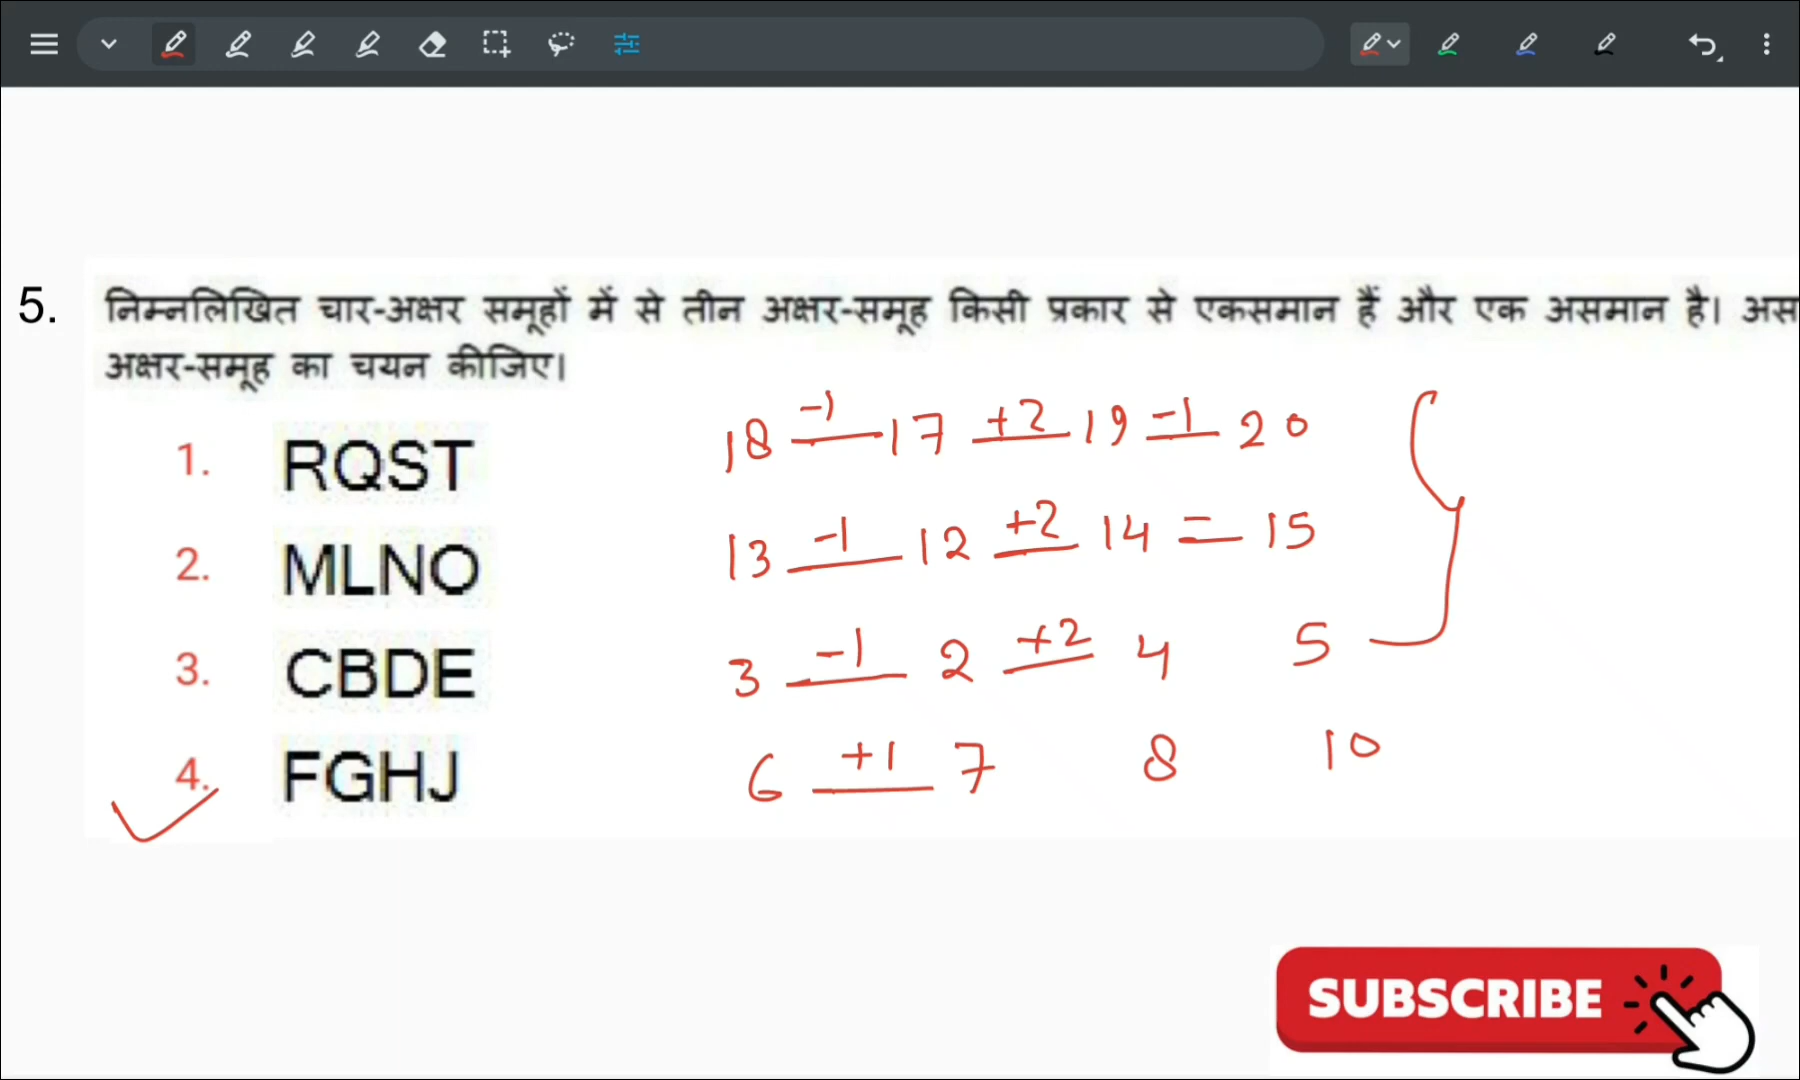 5. निम्नलिखित चार-अक्षर समूहों में से तीन अक्षर-समूह किसी प्रकार से एकसमान हैं और एक असमान है। अस
अक्षर-समूह का चयन कीजिए।
1. RQST 18 -1 17 +2 19 -1 20
2. MLNO 13 -1 12 +2 14 = 15
3. CBDE 3 -1 2 +2 4 5
4. FGHJ 6 +1 7 8 10
SUBSCRIBE